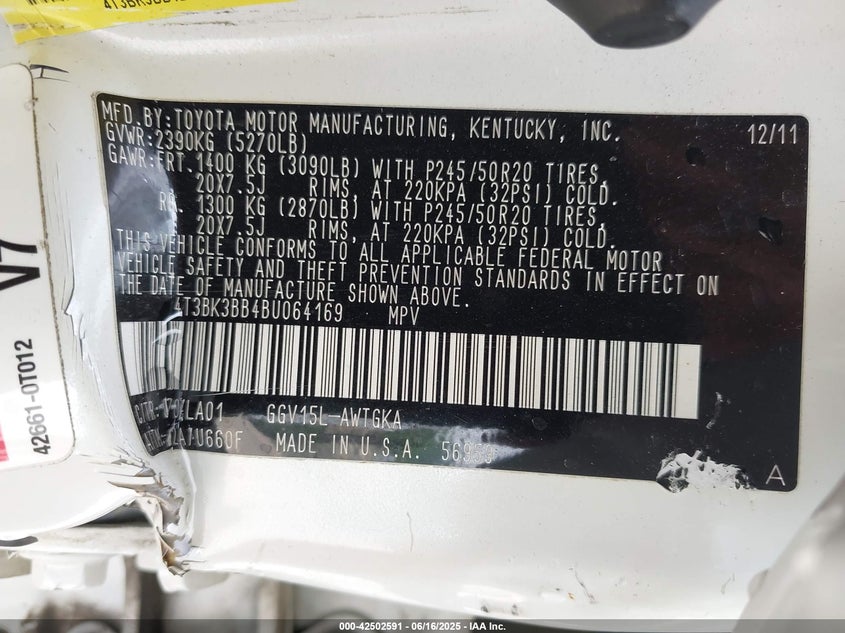 MFD. BY: TOYOTA MOTOR MANUFACTURING, KENTUCKY, INC. 12/11
GVWR: 2390KG (5270LB)
GAWR: FRT. 1400 KG (3090LB) WITH P245/50R20 TIRES,
20X7.5J RIMS, AT 220KPA (32PSI) COLD.
RR. 1300 KG (2870LB) WITH P245/50R20 TIRES,
20X7.5J RIMS, AT 220KPA (32PSI) COLD.
THIS VEHICLE CONFORMS TO ALL APPLICABLE FEDERAL MOTOR
VEHICLE SAFETY AND THEFT PREVENTION STANDARDS IN EFFECT ON
THE DATE OF MANUFACTURE SHOWN ABOVE.
4T3BK3BB4BU064169 MPV
C/TR: GGV15L-AWTGKA
MADE IN U.S.A.
A
V7
42661-0T012
000-42502591 - 06/16/2025 - IAA Inc.